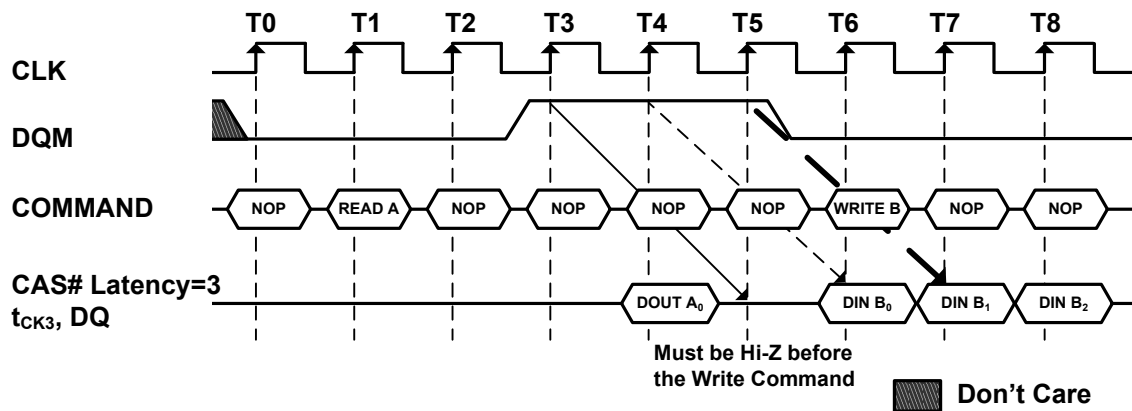 T0 T1 T2 T3 T4 T5 T6 T7 T8
CLK
DQM
COMMAND NOP READ A NOP NOP NOP NOP WRITE B NOP NOP
CAS# Latency=3
tCK3, DQ DOUT A0 DIN B0 DIN B1 DIN B2
Must be Hi-Z before
the Write Command
Don't Care